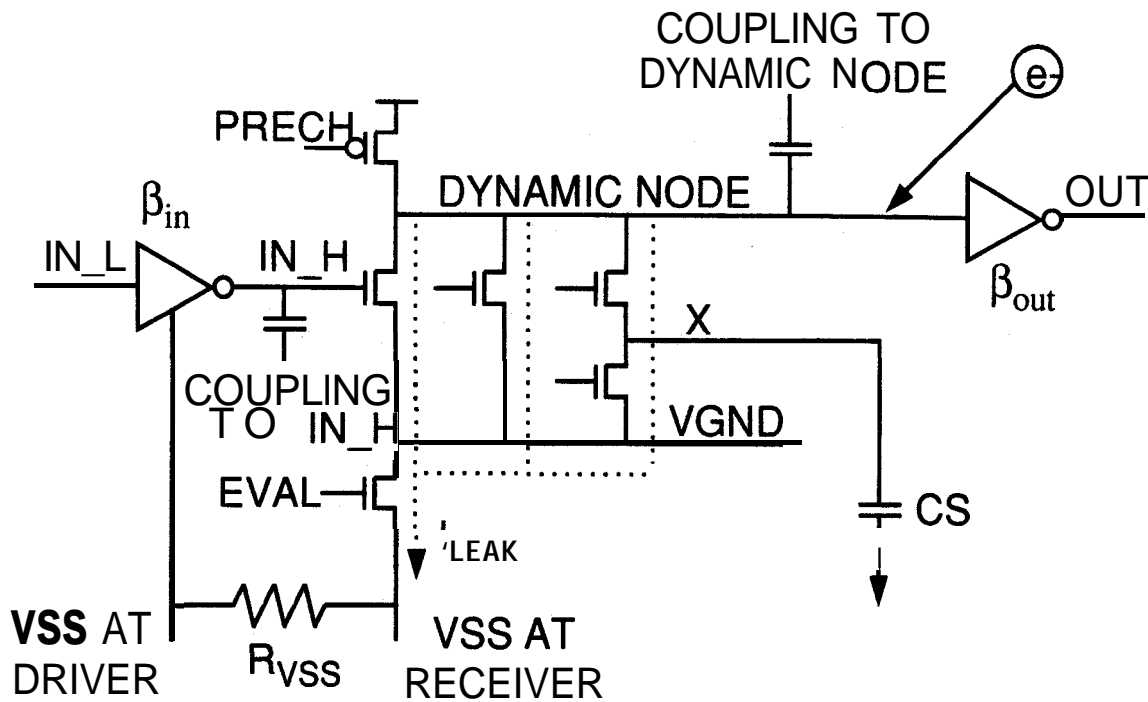 COUPLING TO
DYNAMIC NODE
e-
PRECH
DYNAMIC NODE
βin
OUT
IN_L
IN_H
βout
X
COUPLING
TO IN_H
VGND
EVAL
CS
'LEAK
VSS AT
DRIVER
RVSS
VSS AT
RECEIVER